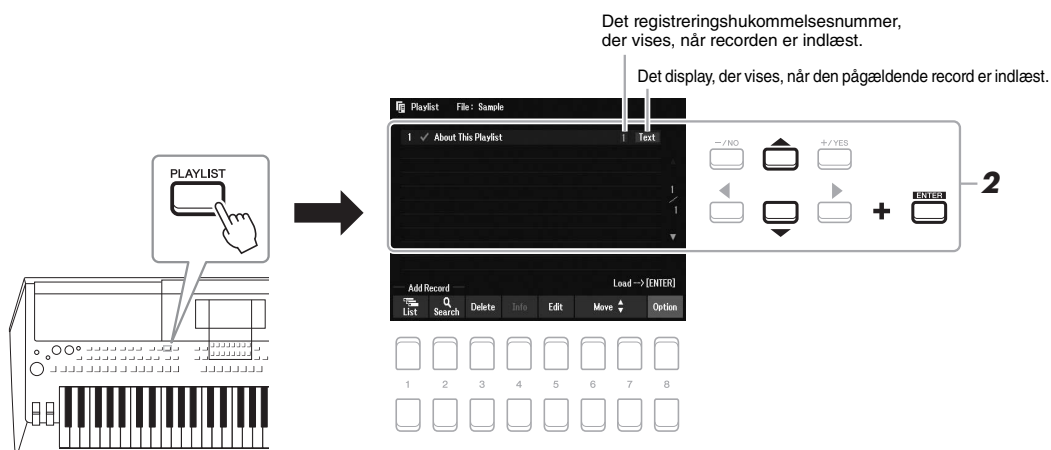 Det registreringshukommelsesnummer,
der vises, når recorden er indlæst.
Det display, der vises, når den pågældende record er indlæst.
Playlist File: Sample
1 ✓ About This Playlist 1 Text
1
/
1
Load-->[ENTER]
Add Record
List Search Delete Info Edit Move Option
1 2 3 4 5 6 7 8
PLAYLIST
-/NO
+/YES
+
ENTER
2